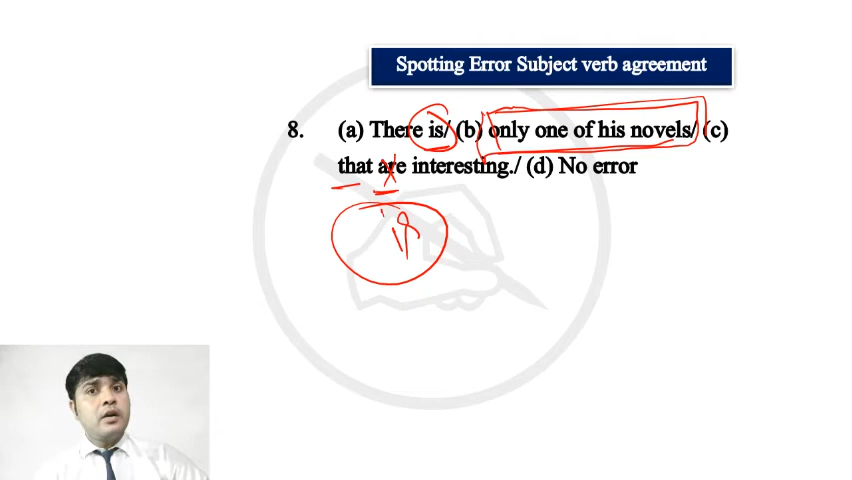 Spotting Error Subject verb agreement
8. (a) There is/ (b) only one of his novels/ (c)
that are interesting./ (d) No error
is